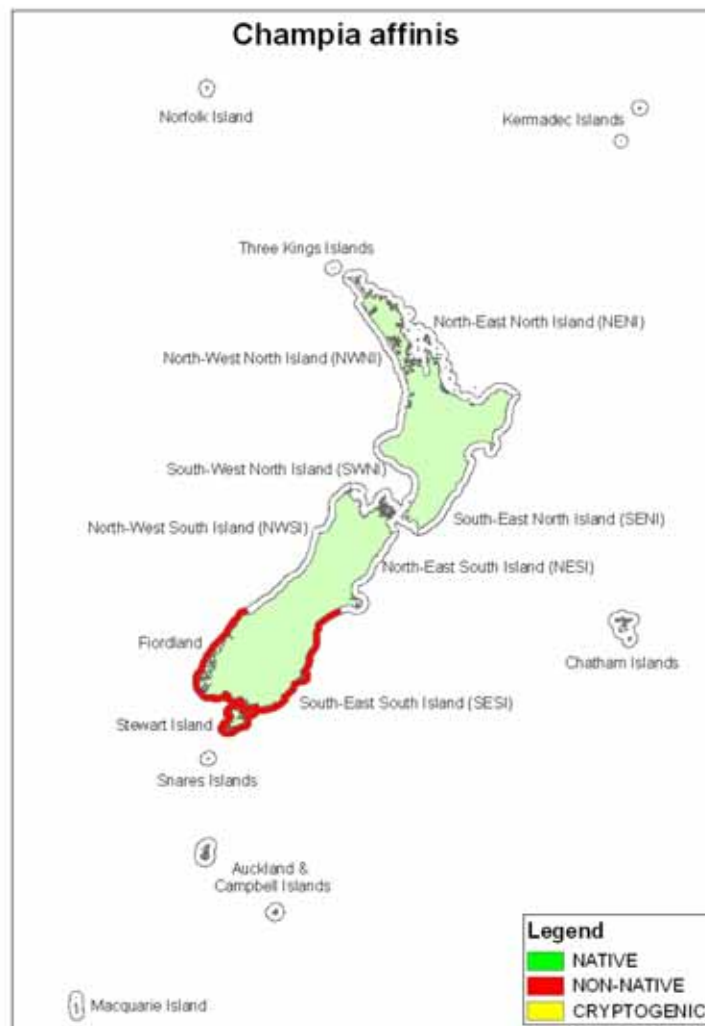 Champia affinis
Norfolk Island
Kermadec Islands
Three Kings Islands
North-East North Island (NENI)
North-West North Island (NWNI)
South-West North Island (SWNI)
South-East North Island (SENI)
North-West South Island (NWSI)
North-East South Island (NESI)
Fiordland
Chatham Islands
South-East South Island (SESI)
Stewart Island
Snares Islands
Auckland &
Campbell Islands
Macquarie Island
Legend
NATIVE
NON-NATIVE
CRYPTOGENIC